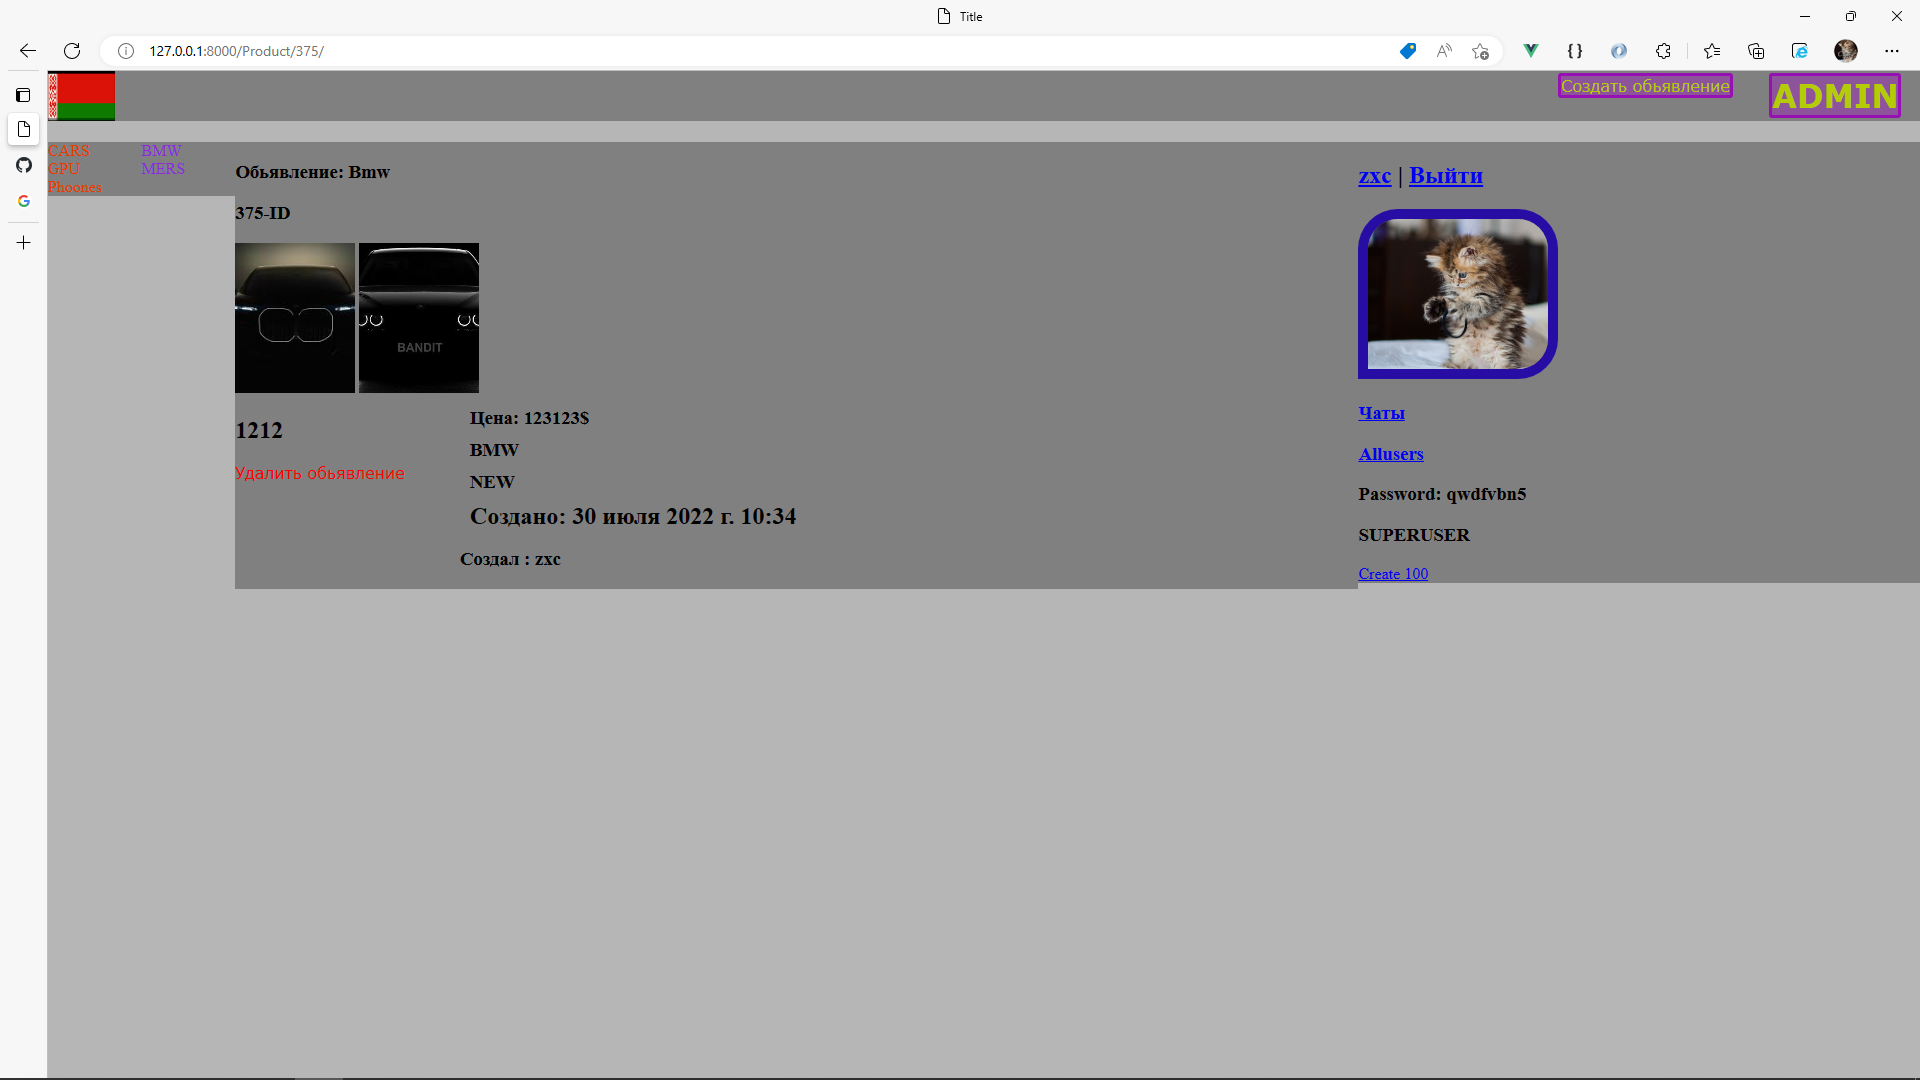 Title
127.0.0.1:8000/Product/375/
Создать обьявление
ADMIN
CARS
GPU
Phoones
BMW
MERS
Обьявление: Bmw
375-ID
BANDIT
1212
Удалить обьявление
Цена: 123123$
BMW
NEW
Создано: 30 июля 2022 г. 10:34
Создал : zxc
zxc | Выйти
Чаты
Allusers
Password: qwdfvbn5
SUPERUSER
Create 100